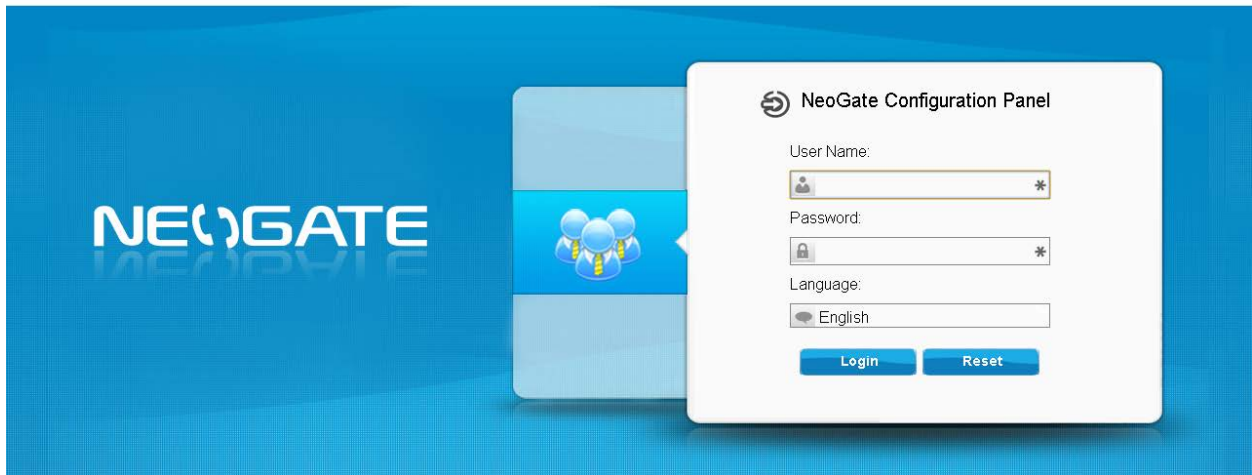 NEOGATE
NeoGate Configuration Panel
User Name:
*
Password:
*
Language:
English
Login Reset